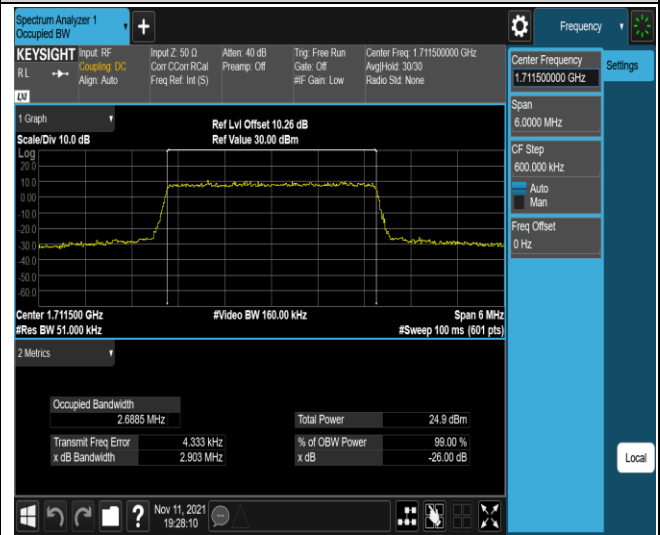 Spectrum Analyzer 1
Occupied BW
+
Frequency
KEYSIGHT
R L
LXI
Input: RF
Coupling: DC
Align: Auto
Input Z: 50 Ω
Corr CCorr RCal
Freq Ref: Int (S)
Atten: 40 dB
Preamp: Off
Trig: Free Run
Gate: Off
#IF Gain: Low
Center Freq: 1.711500000 GHz
Avg|Hold: 30/30
Radio Std: None
Center Frequency
1.711500000 GHz
Settings
Span
6.0000 MHz
CF Step
600.000 kHz
Auto
Man
Freq Offset
0 Hz
Local
1 Graph
Scale/Div 10.0 dB
Ref Lvl Offset 10.26 dB
Ref Value 30.00 dBm
Log
20.0
10.0
0.00
-10.0
-20.0
-30.0
-40.0
-50.0
-60.0
Center 1.711500 GHz
#Video BW 160.00 kHz
Span 6 MHz
#Res BW 51.000 kHz
#Sweep 100 ms (601 pts)
2 Metrics
Occupied Bandwidth
2.6885 MHz
Total Power 24.9 dBm
Transmit Freq Error 4.333 kHz
% of OBW Power 99.00 %
x dB Bandwidth 2.903 MHz
x dB -26.00 dB
?
Nov 11, 2021
19:28:10